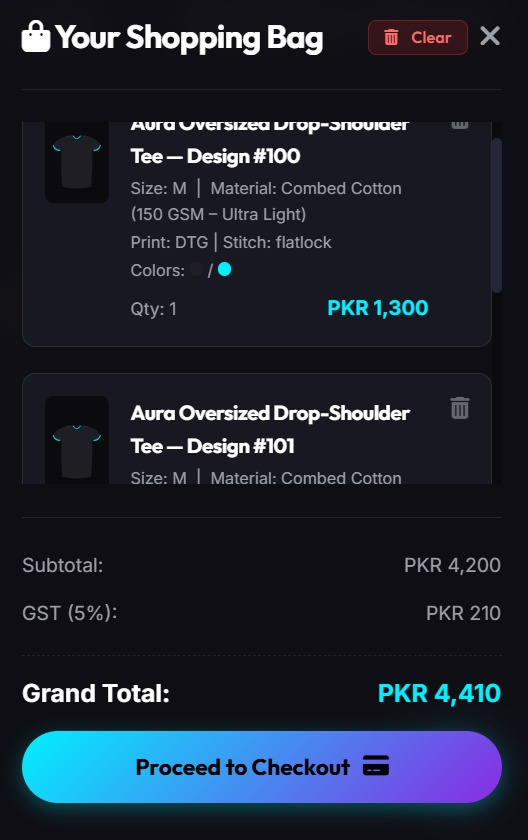 Your Shopping Bag
Clear
Aura Oversized Drop-Shoulder
Tee — Design #100
Size: M | Material: Combed Cotton
(150 GSM – Ultra Light)
Print: DTG | Stitch: flatlock
Colors: /
Qty: 1
PKR 1,300
Aura Oversized Drop-Shoulder
Tee — Design #101
Size: M | Material: Combed Cotton
Subtotal:
PKR 4,200
GST (5%):
PKR 210
Grand Total:
PKR 4,410
Proceed to Checkout